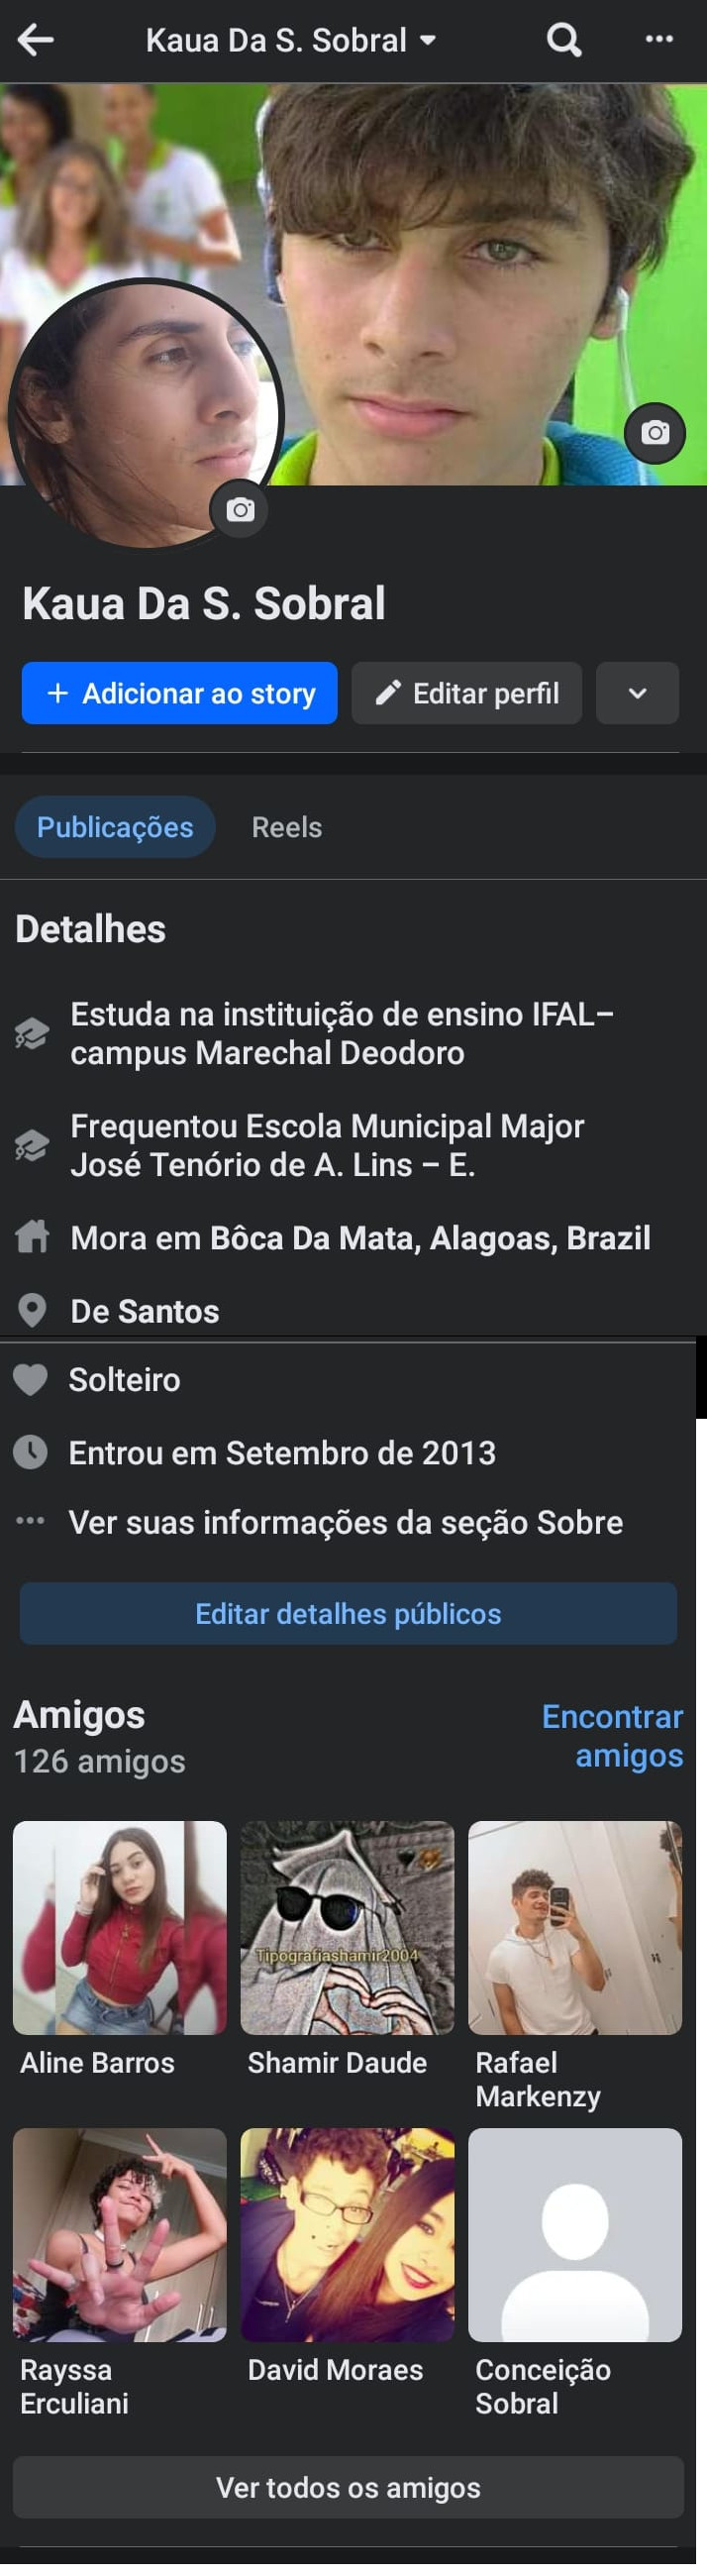 Kaua Da S. Sobral
Kaua Da S. Sobral
+ Adicionar ao story
Editar perfil
Publicações
Reels
Detalhes
Estuda na instituição de ensino IFAL–
campus Marechal Deodoro
Frequentou Escola Municipal Major
José Tenório de A. Lins – E.
Mora em Bôca Da Mata, Alagoas, Brazil
De Santos
Solteiro
Entrou em Setembro de 2013
Ver suas informações da seção Sobre
Editar detalhes públicos
Amigos
Encontrar
amigos
126 amigos
Tipografiashamir2004
Aline Barros
Shamir Daude
Rafael
Markenzy
Rayssa
Erculiani
David Moraes
Conceição
Sobral
Ver todos os amigos